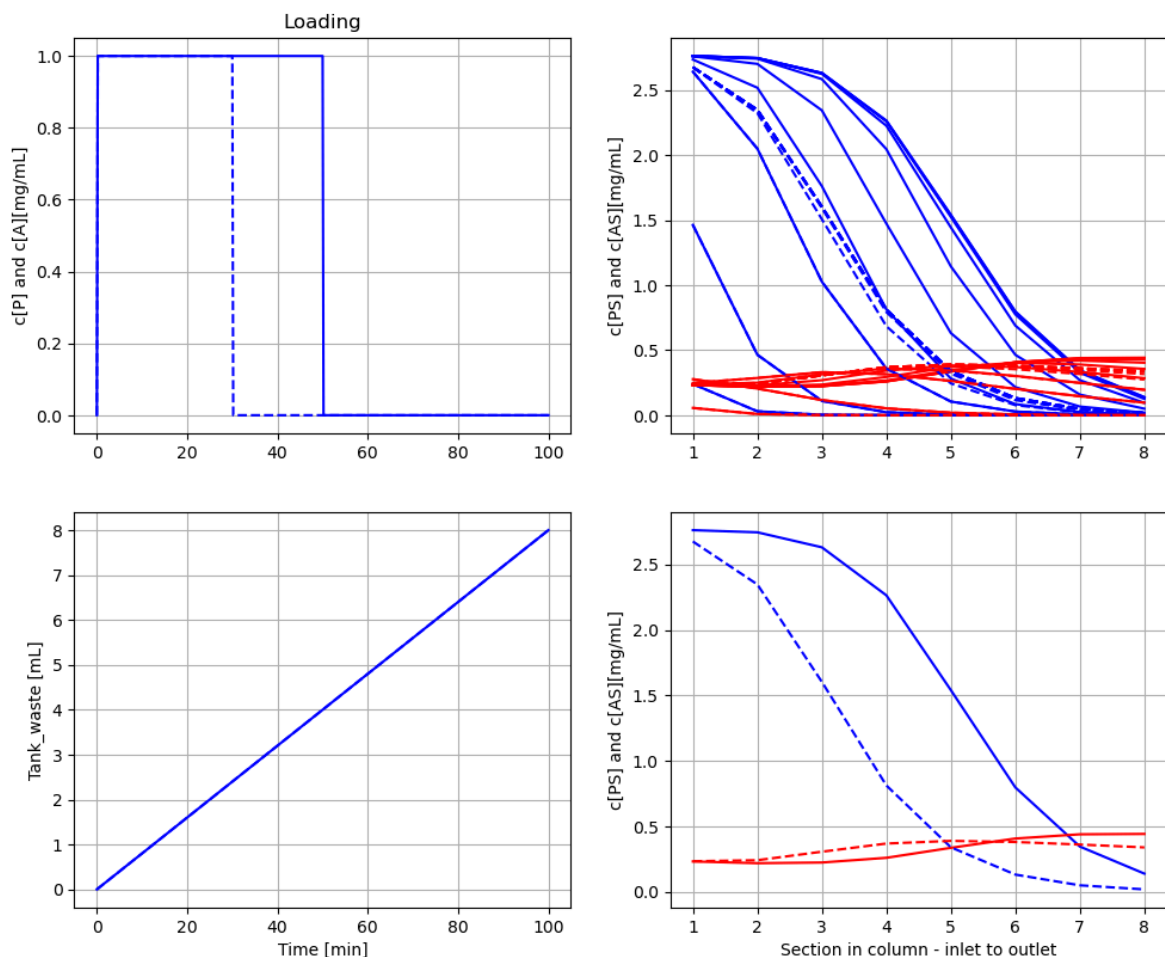 Loading
c[P] and c[A][mg/mL]
1.0
0.8
0.6
0.4
0.2
0.0
0 20 40 60 80 100
c[PS] and c[AS][mg/mL]
2.5
2.0
1.5
1.0
0.5
0.0
1 2 3 4 5 6 7 8
Tank_waste [mL]
8
7
6
5
4
3
2
1
0
0 20 40 60 80 100
Time [min]
c[PS] and c[AS][mg/mL]
2.5
2.0
1.5
1.0
0.5
0.0
1 2 3 4 5 6 7 8
Section in column - inlet to outlet